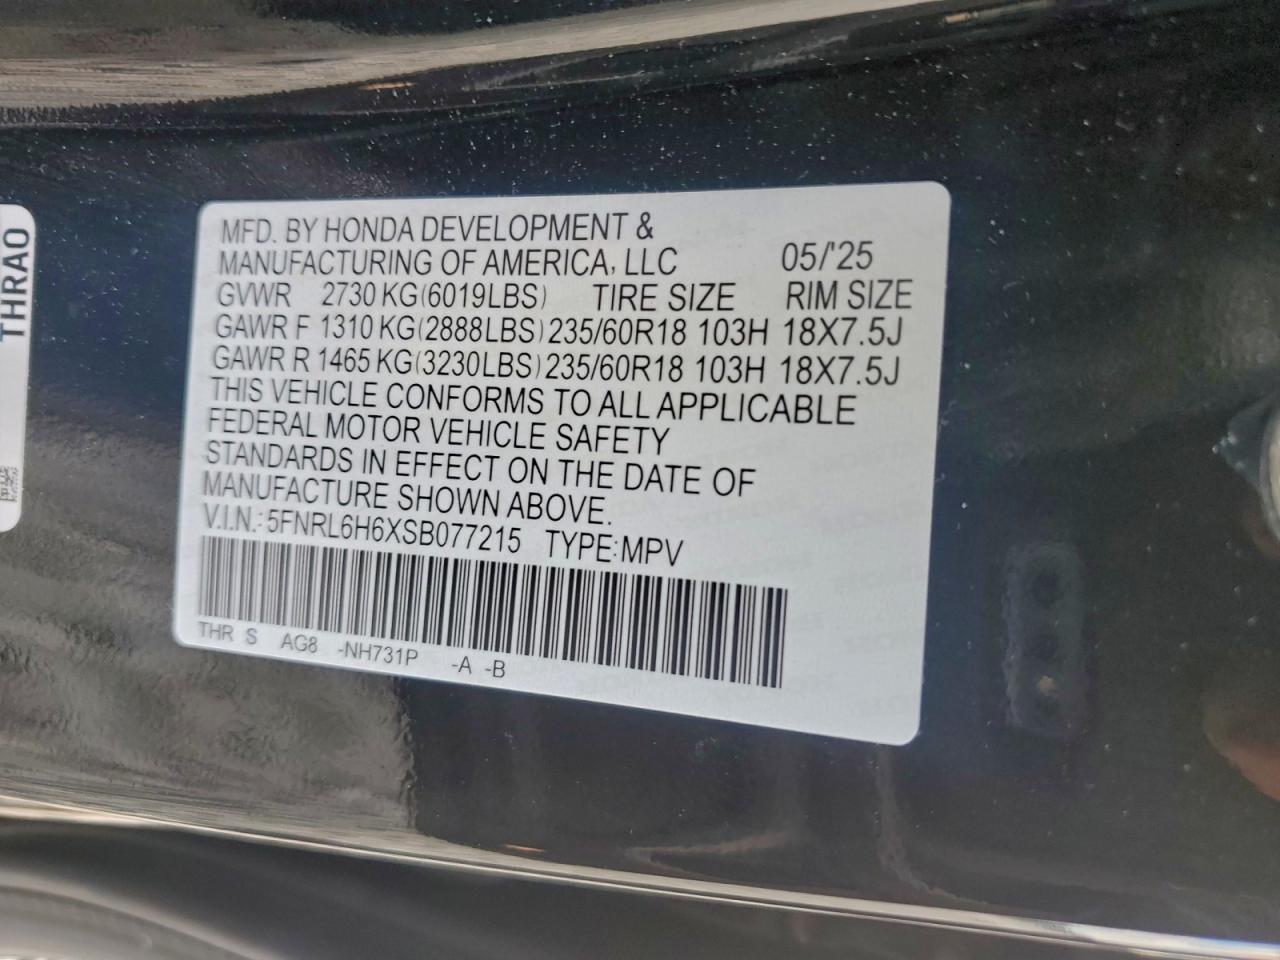 THRAO
MFD. BY HONDA DEVELOPMENT &
MANUFACTURING OF AMERICA, LLC 05/'25
GVWR 2730 KG(6019LBS) TIRE SIZE RIM SIZE
GAWR F 1310 KG(2888LBS) 235/60R18 103H 18X7.5J
GAWR R 1465 KG(3230LBS) 235/60R18 103H 18X7.5J
THIS VEHICLE CONFORMS TO ALL APPLICABLE
FEDERAL MOTOR VEHICLE SAFETY
STANDARDS IN EFFECT ON THE DATE OF
MANUFACTURE SHOWN ABOVE.
V.I.N.: 5FNRL6H6XSB077215 TYPE:MPV
THR S AG8 -NH731P -A -B